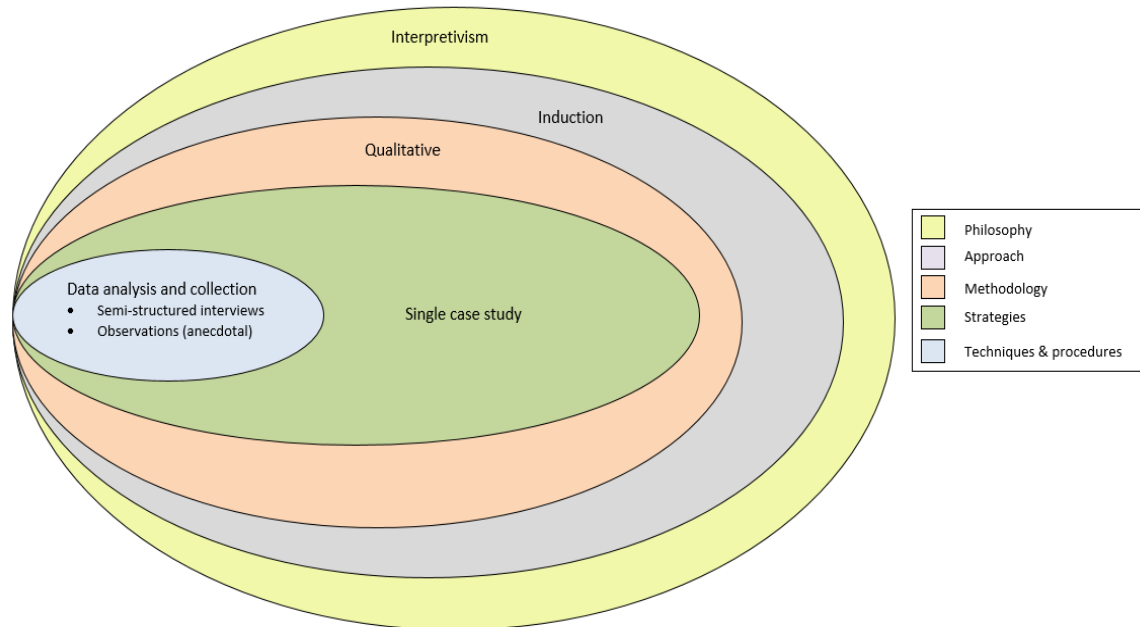 Interpretivism
Induction
Qualitative
Data analysis and collection
• Semi-structured interviews
• Observations (anecdotal)
Single case study
Philosophy
Approach
Methodology
Strategies
Techniques & procedures